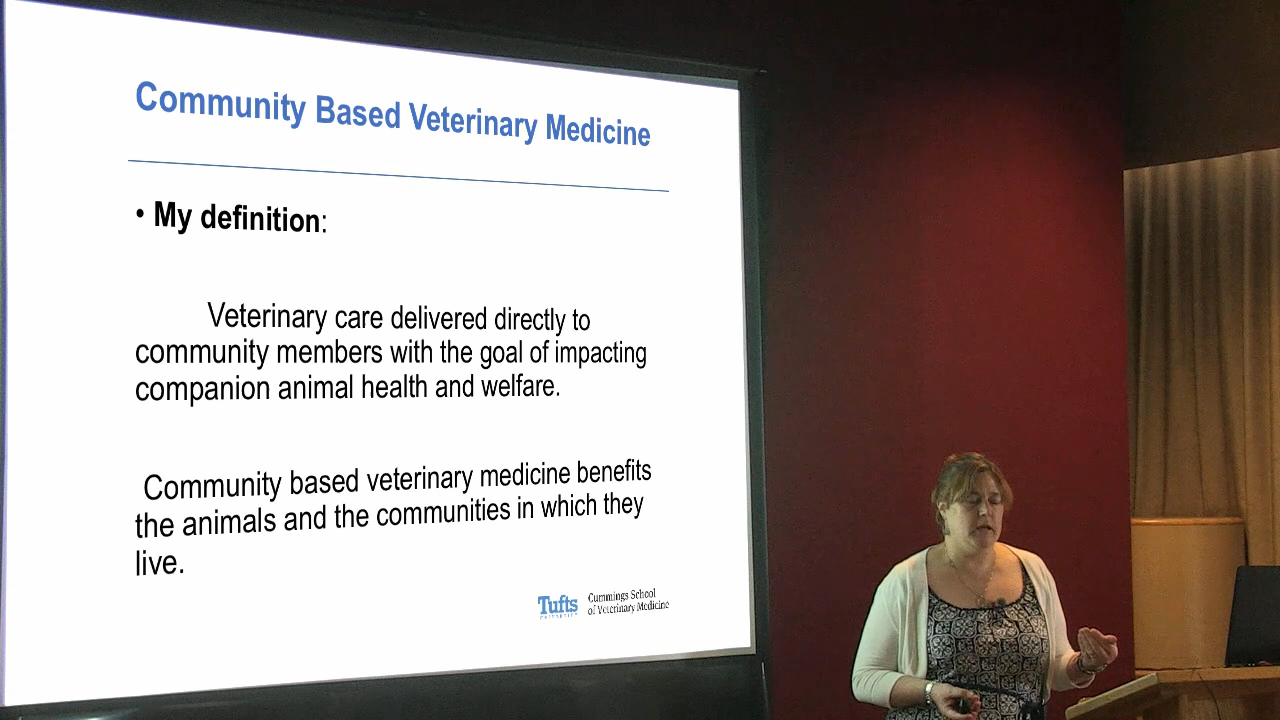 Community Based Veterinary Medicine
• My definition:
Veterinary care delivered directly to
community members with the goal of impacting
companion animal health and welfare.
Community based veterinary medicine benefits
the animals and the communities in which they
live.
Tufts Cummings School
UNIVERSITY of Veterinary Medicine